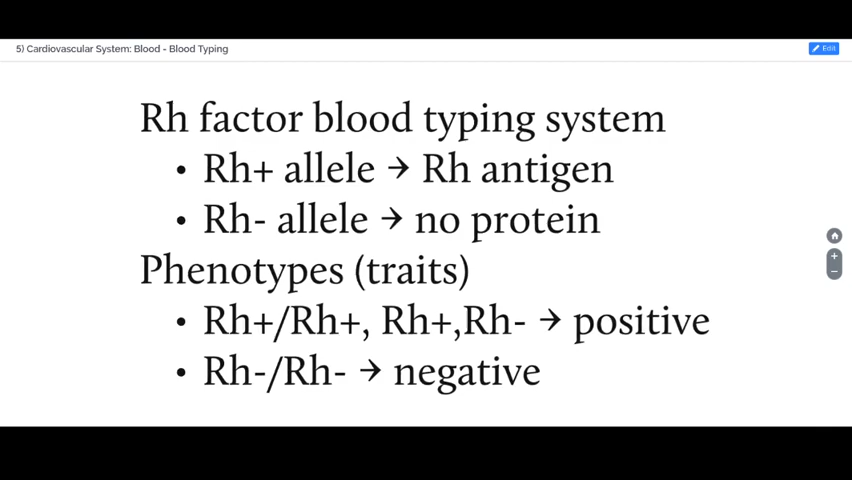 5) Cardiovascular System: Blood - Blood Typing
Edit
Rh factor blood typing system
• Rh+ allele → Rh antigen
• Rh- allele → no protein
Phenotypes (traits)
• Rh+/Rh+, Rh+,Rh- → positive
• Rh-/Rh- → negative